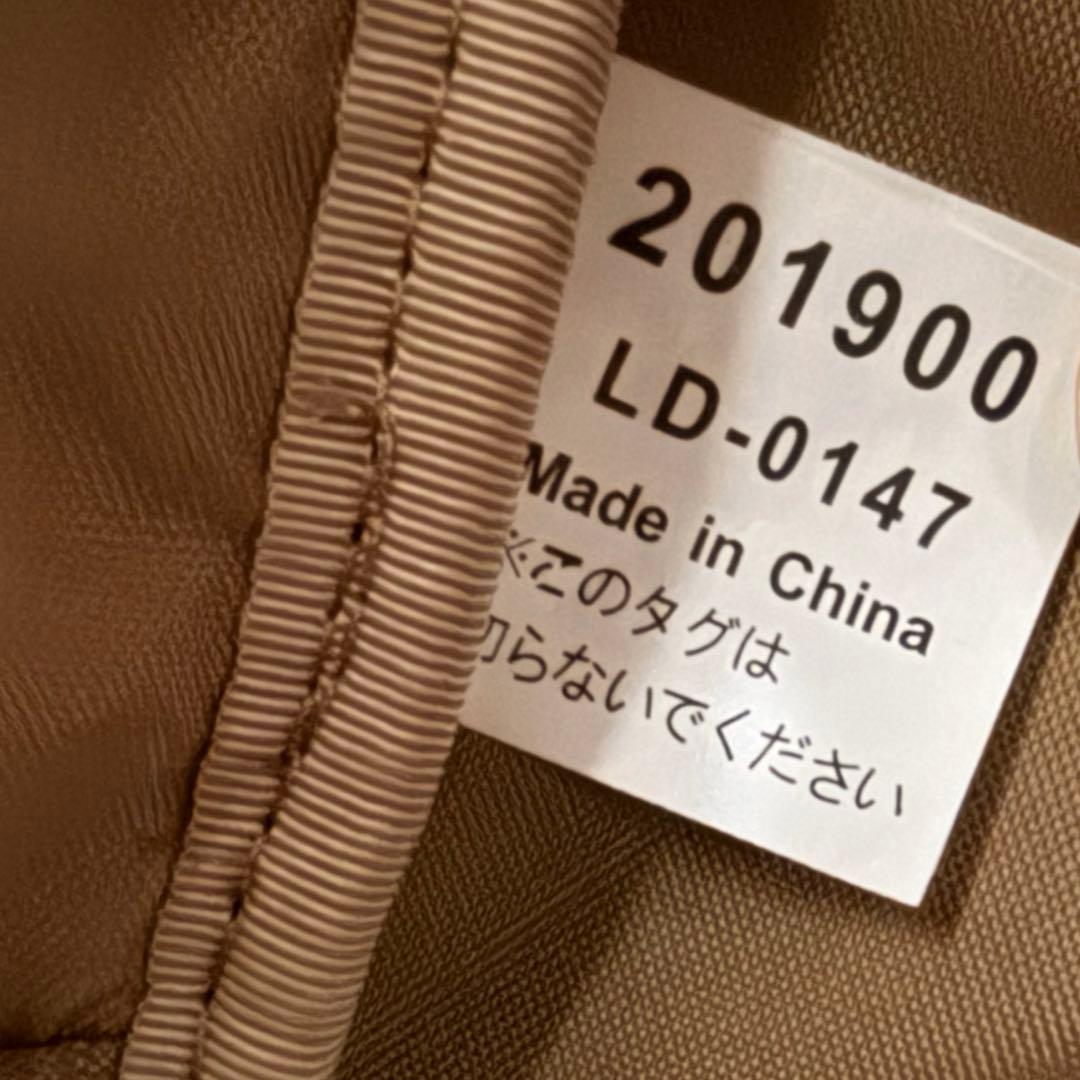 201900
LD-0147
Made in China
※このタグは
切らないでください